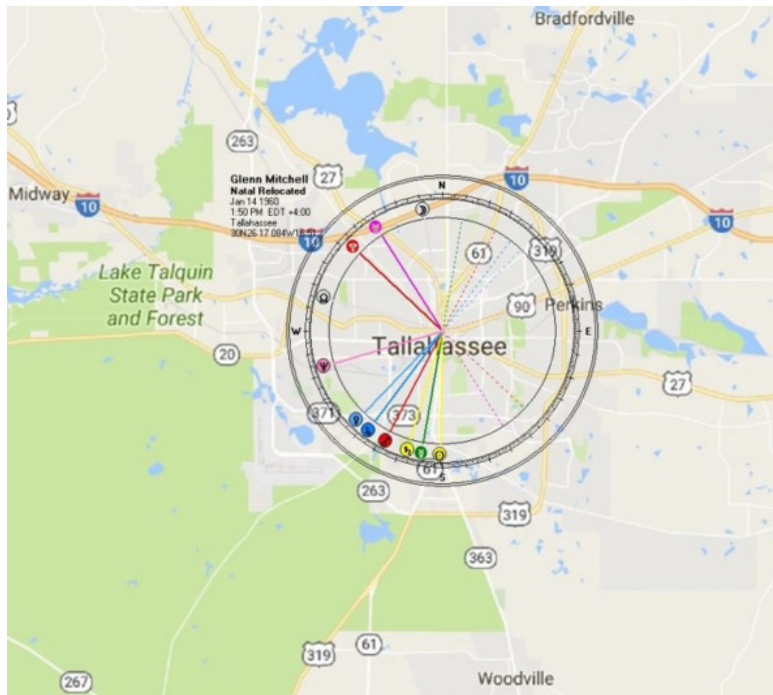 Bradfordville
263
27
Glenn Mitchell
Natal Relocated
Jan 14 1960
1:50 PM EDT +4:00
Tallahassee
N
10
Midway
10
10
10
61
319
Lake Talquin
State Park
and Forest
90
Perkins
W
E
Tallahassee
20
27
371
373
61
S
263
319
363
319
61
267
Woodville